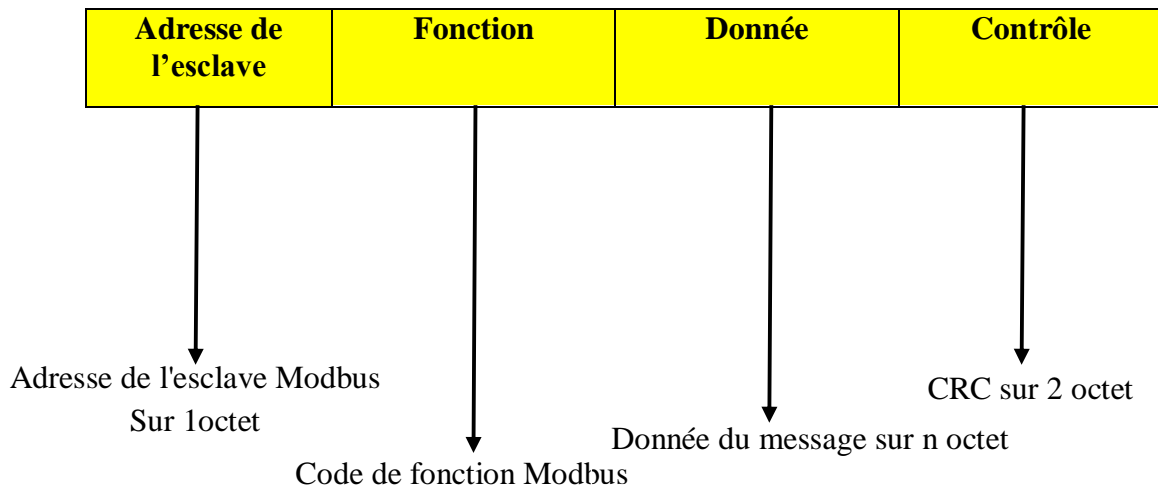 Adresse de
l’esclave
Fonction
Donnée
Contrôle
Adresse de l'esclave Modbus
Sur 1octet
Code de fonction Modbus
Donnée du message sur n octet
CRC sur 2 octet